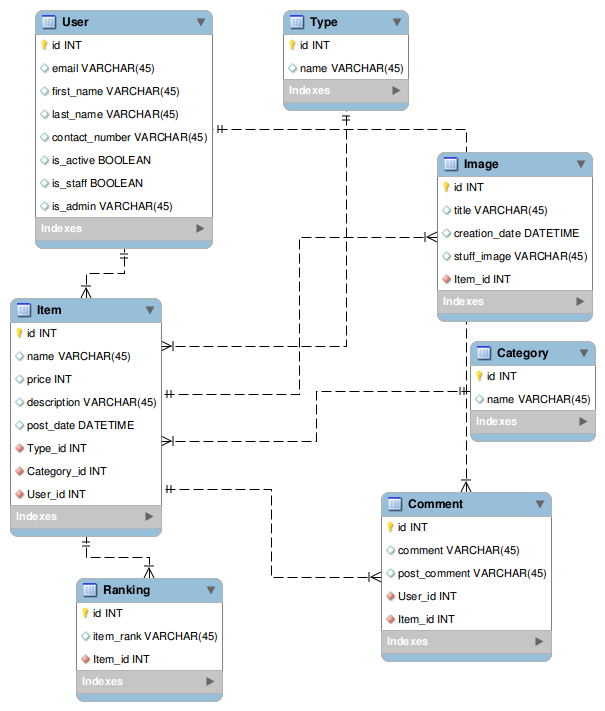 User
id INT
email VARCHAR(45)
first_name VARCHAR(45)
last_name VARCHAR(45)
contact_number VARCHAR(45)
is_active BOOLEAN
is_staff BOOLEAN
is_admin VARCHAR(45)
Indexes
Type
id INT
name VARCHAR(45)
Indexes
Image
id INT
title VARCHAR(45)
creation_date DATETIME
stuff_image VARCHAR(45)
Item_id INT
Indexes
Item
id INT
name VARCHAR(45)
price INT
description VARCHAR(45)
post_date DATETIME
Type_id INT
Category_id INT
User_id INT
Indexes
Category
id INT
name VARCHAR(45)
Indexes
Comment
id INT
comment VARCHAR(45)
post_comment VARCHAR(45)
User_id INT
Item_id INT
Indexes
Ranking
id INT
item_rank VARCHAR(45)
Item_id INT
Indexes